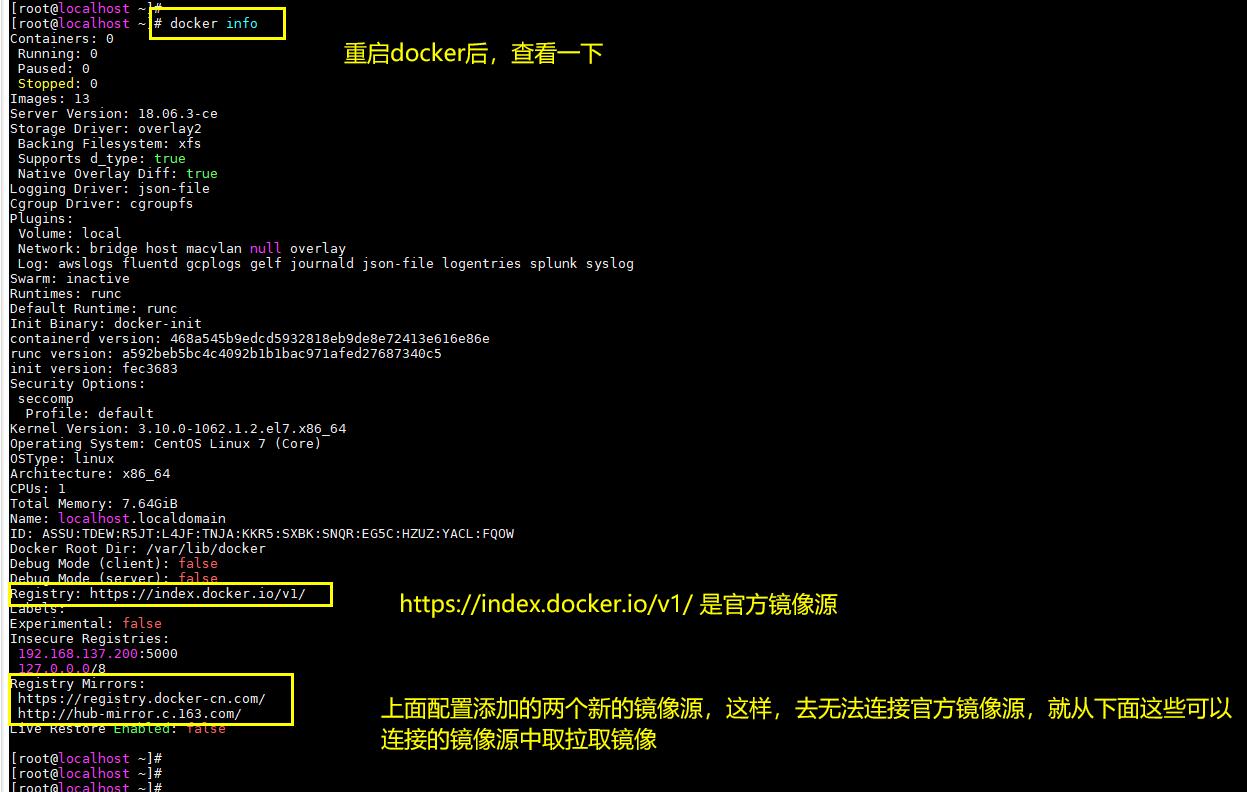 [root@localhost ~]#
[root@localhost ~]# docker info
Containers: 0
Running: 0
重启docker后，查看一下
Paused: 0
Stopped: 0
Images: 13
Server Version: 18.06.3-ce
Storage Driver: overlay2
Backing Filesystem: xfs
Supports d_type: true
Native Overlay Diff: true
Logging Driver: json-file
Cgroup Driver: cgroupfs
Plugins:
Volume: local
Network: bridge host macvlan null overlay
Log: awslogs fluentd gcplogs gelf journald json-file logentries splunk syslog
Swarm: inactive
Runtimes: runc
Default Runtime: runc
Init Binary: docker-init
containerd version: 468a545b9edcd5932818eb9de8e72413e616e86e
runc version: a592beb5bc4c4092b1b1bac971afed27687340c5
init version: fec3683
Security Options:
seccomp
Profile: default
Kernel Version: 3.10.0-1062.1.2.el7.x86_64
Operating System: CentOS Linux 7 (Core)
OSType: linux
Architecture: x86_64
CPUs: 1
Total Memory: 7.64GiB
Name: localhost.localdomain
ID: ASSU:TDEW:R5JT:L4JF:TNJA:KKR5:SXBK:SNQR:EG5C:HZUZ:YACL:FQOW
Docker Root Dir: /var/lib/docker
Debug Mode (client): false
Debug Mode (server): false
Registry: https://index.docker.io/v1/
https://index.docker.io/v1/ 是官方镜像源
Labels:
Experimental: false
Insecure Registries:
192.168.137.200:5000
127.0.0.0/8
Registry Mirrors:
https://registry.docker-cn.com/
http://hub-mirror.c.163.com/
上面配置添加的两个新的镜像源，这样，去无法连接官方镜像源，就从下面这些可以
连接的镜像源中取拉取镜像
Live Restore Enabled: false
[root@localhost ~]#
[root@localhost ~]#
[root@localhost ~]#